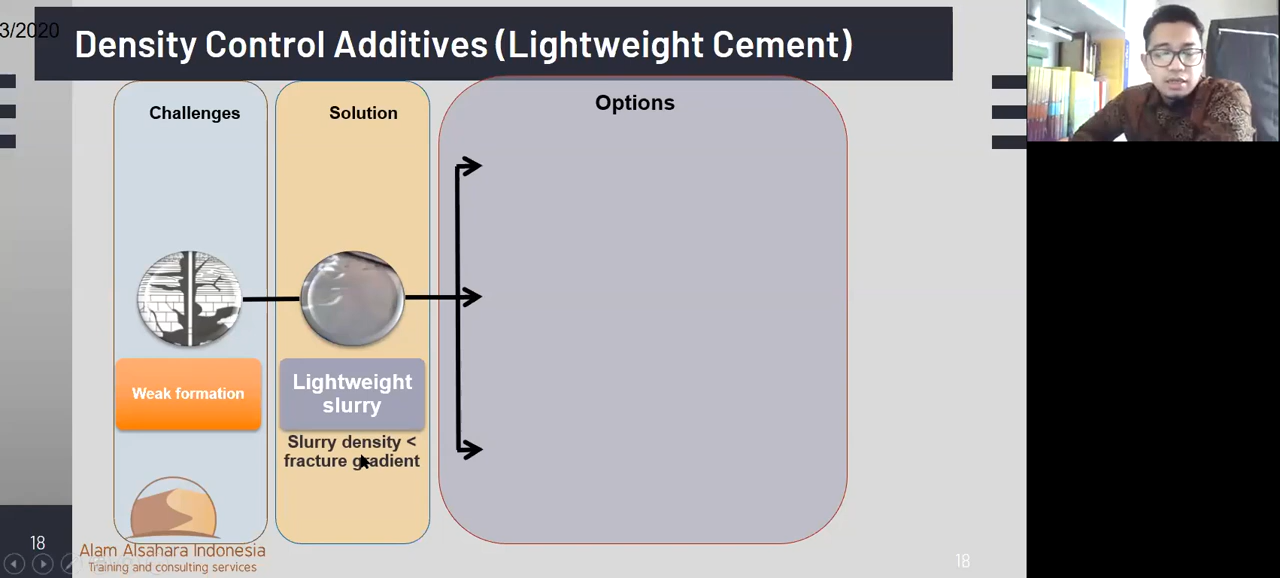 3/2020
Density Control Additives (Lightweight Cement)
Challenges
Solution
Options
Weak formation
Lightweight
slurry
Slurry density <
fracture gradient
Alam Alsahara Indonesia
Training and consulting services
18
18